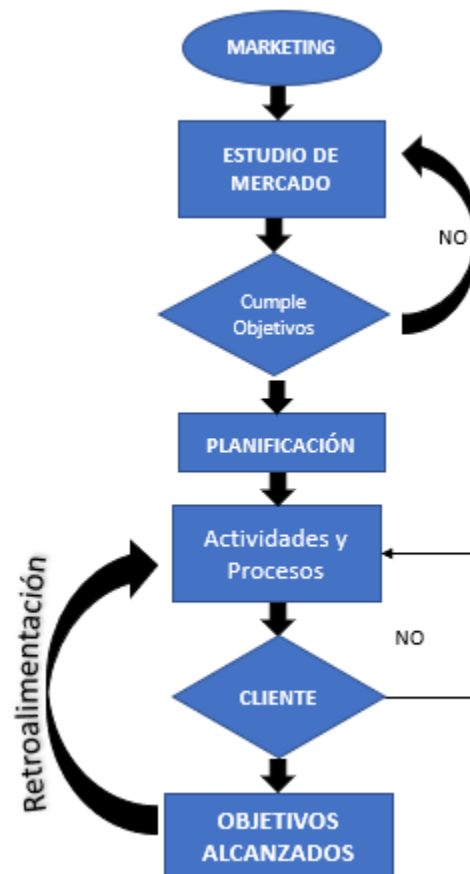 MARKETING
ESTUDIO DE
MERCADO
NO
Cumple
Objetivos
PLANIFICACIÓN
Actividades y
Procesos
Retroalimentación
NO
CLIENTE
OBJETIVOS
ALCANZADOS